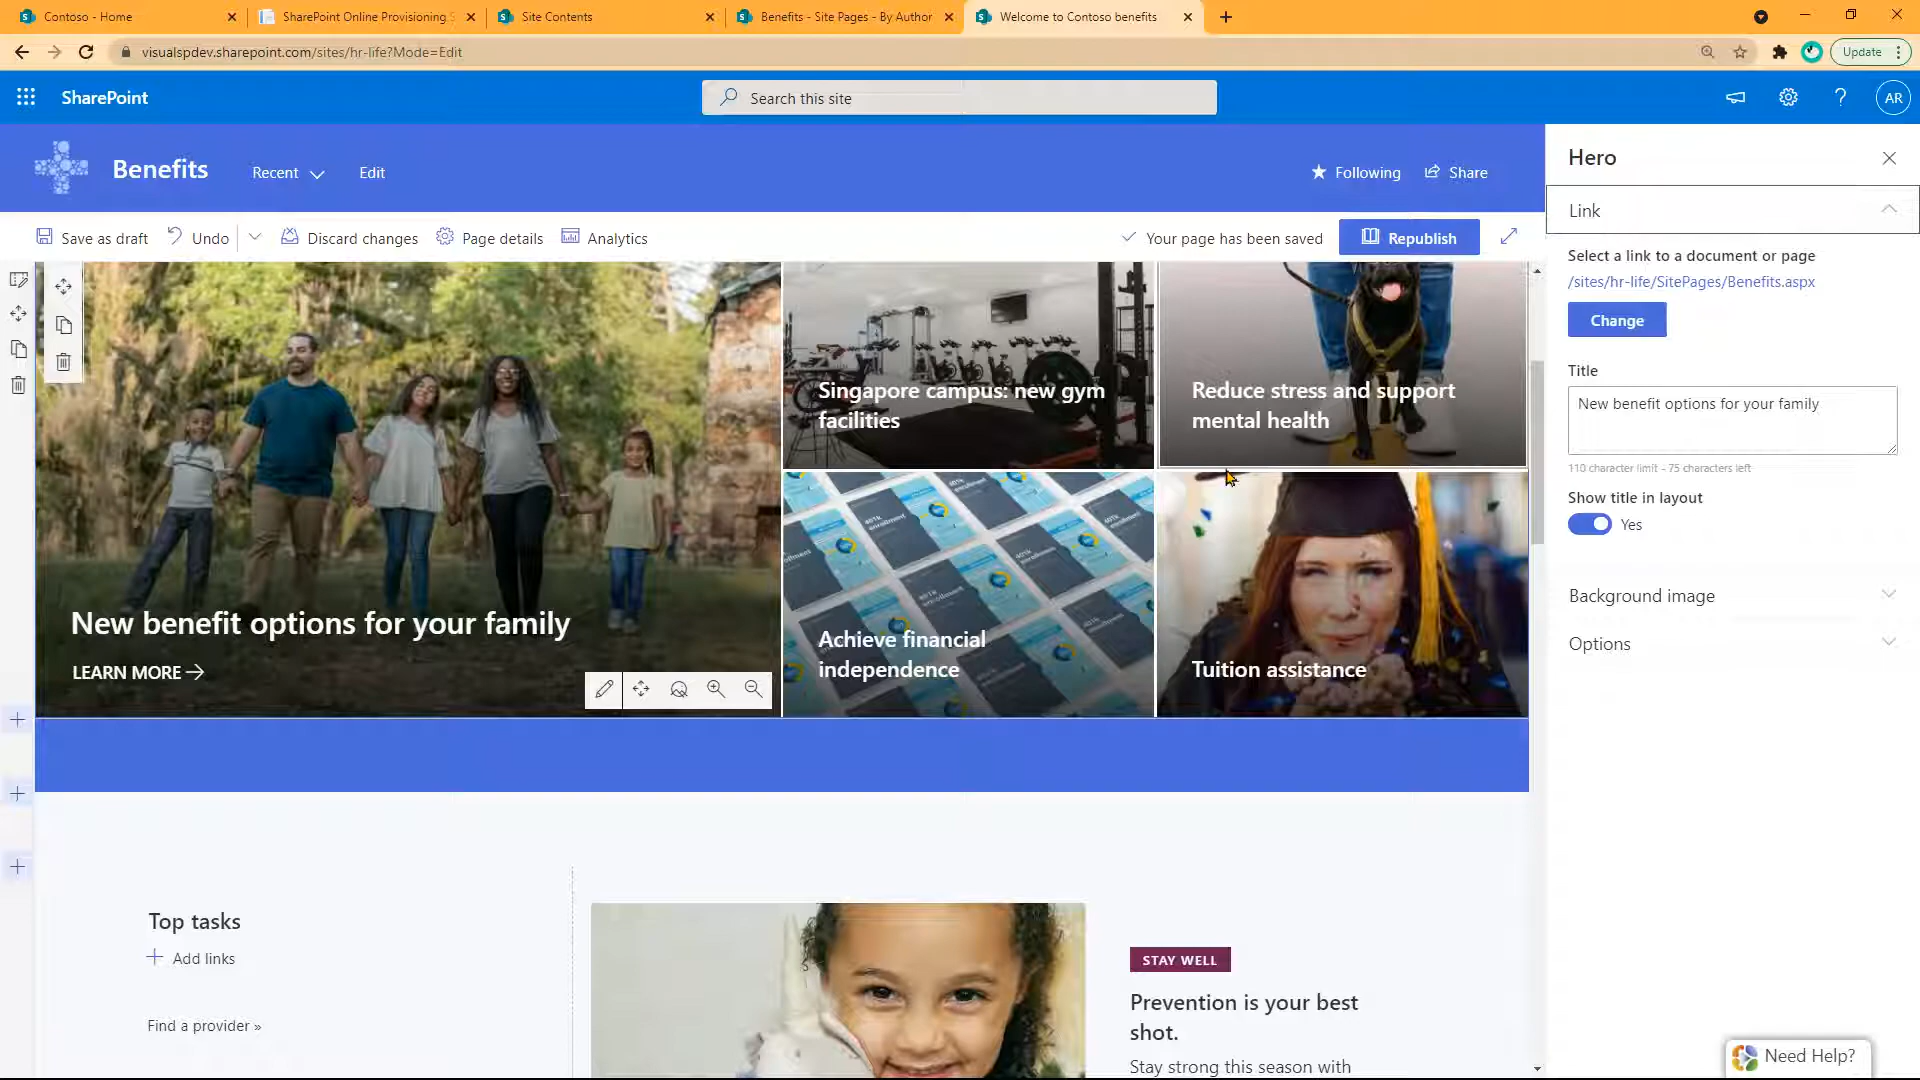 Contoso - Home
SharePoint Online Provisioning S
Site Contents
Benefits - Site Pages - By Author
Welcome to Contoso benefits
visualspdev.sharepoint.com/sites/hr-life?Mode=Edit
Update
SharePoint
Search this site
AR
Benefits
Recent
Edit
Following
Share
Save as draft
Undo
Discard changes
Page details
Analytics
Your page has been saved
Republish
Singapore campus: new gym
facilities
Reduce stress and support
mental health
New benefit options for your family
LEARN MORE
Achieve financial
independence
Tuition assistance
Top tasks
Add links
Find a provider »
STAY WELL
Prevention is your best
shot.
Stay strong this season with
Hero
Link
Select a link to a document or page
/sites/hr-life/SitePages/Benefits.aspx
Change
Title
New benefit options for your family
110 character limit - 75 characters left
Show title in layout
Yes
Background image
Options
Need Help?